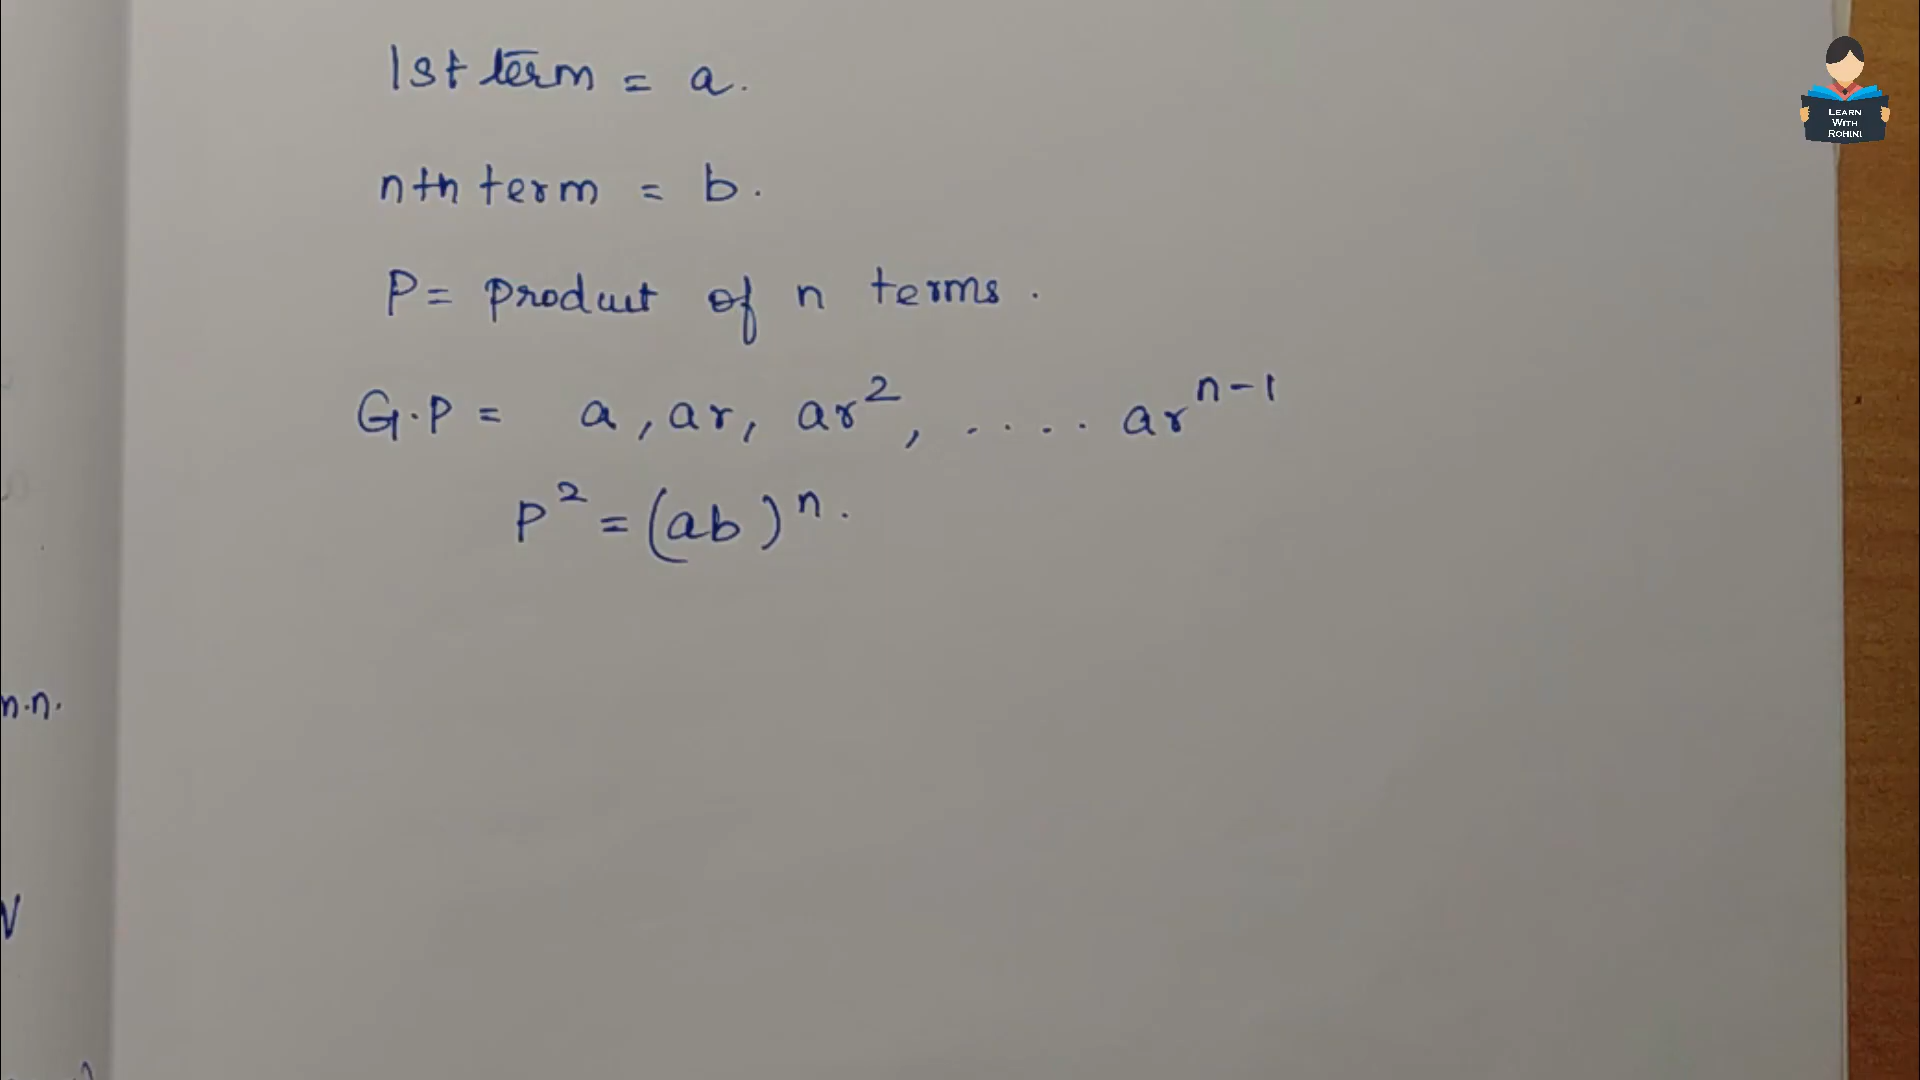 1st term = a.
nth term = b.
P = product of n terms.
G.P = a, ar, ar², ..... arⁿ⁻¹
P² = (ab)ⁿ.
n.n.
LEARN
WITH
ROHINI